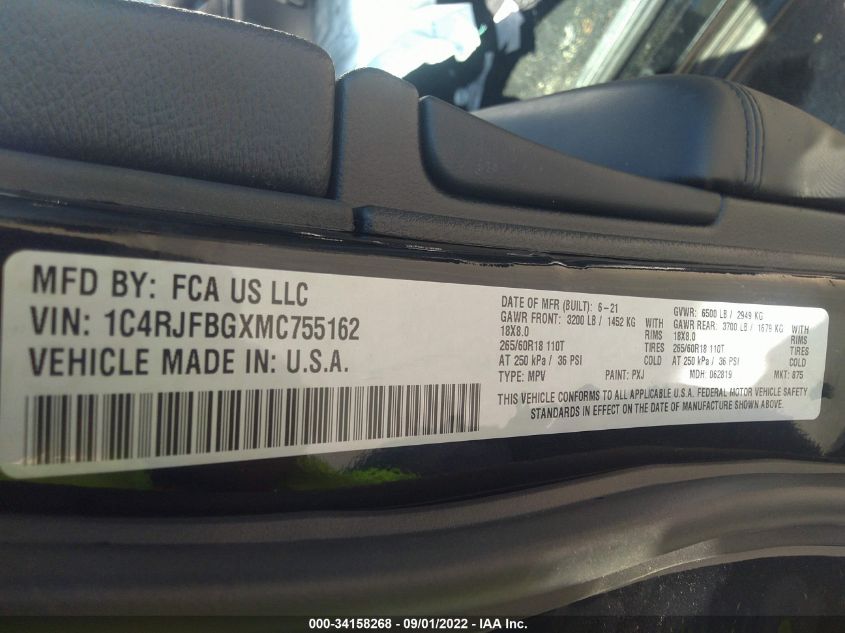 MFD BY: FCA US LLC
VIN: 1C4RJFBGXMC755162
VEHICLE MADE IN: U.S.A.
DATE OF MFR (BUILT): 6-21 GVWR: 6500 LB / 2949 KG
GAWR FRONT: 3200 LB / 1452 KG WITH GAWR REAR: 3700 LB / 1679 KG WITH
18X8.0 RIMS 18X8.0 RIMS
265/60R18 110T TIRES 265/60R18 110T TIRES
AT 250 kPa / 36 PSI COLD AT 250 kPa / 36 PSI COLD
TYPE: MPV PAINT: PXJ MDH: 062819 MKT: 875
THIS VEHICLE CONFORMS TO ALL APPLICABLE U.S.A. FEDERAL MOTOR VEHICLE SAFETY
STANDARDS IN EFFECT ON THE DATE OF MANUFACTURE SHOWN ABOVE.
000-34158268 - 09/01/2022 - IAA Inc.